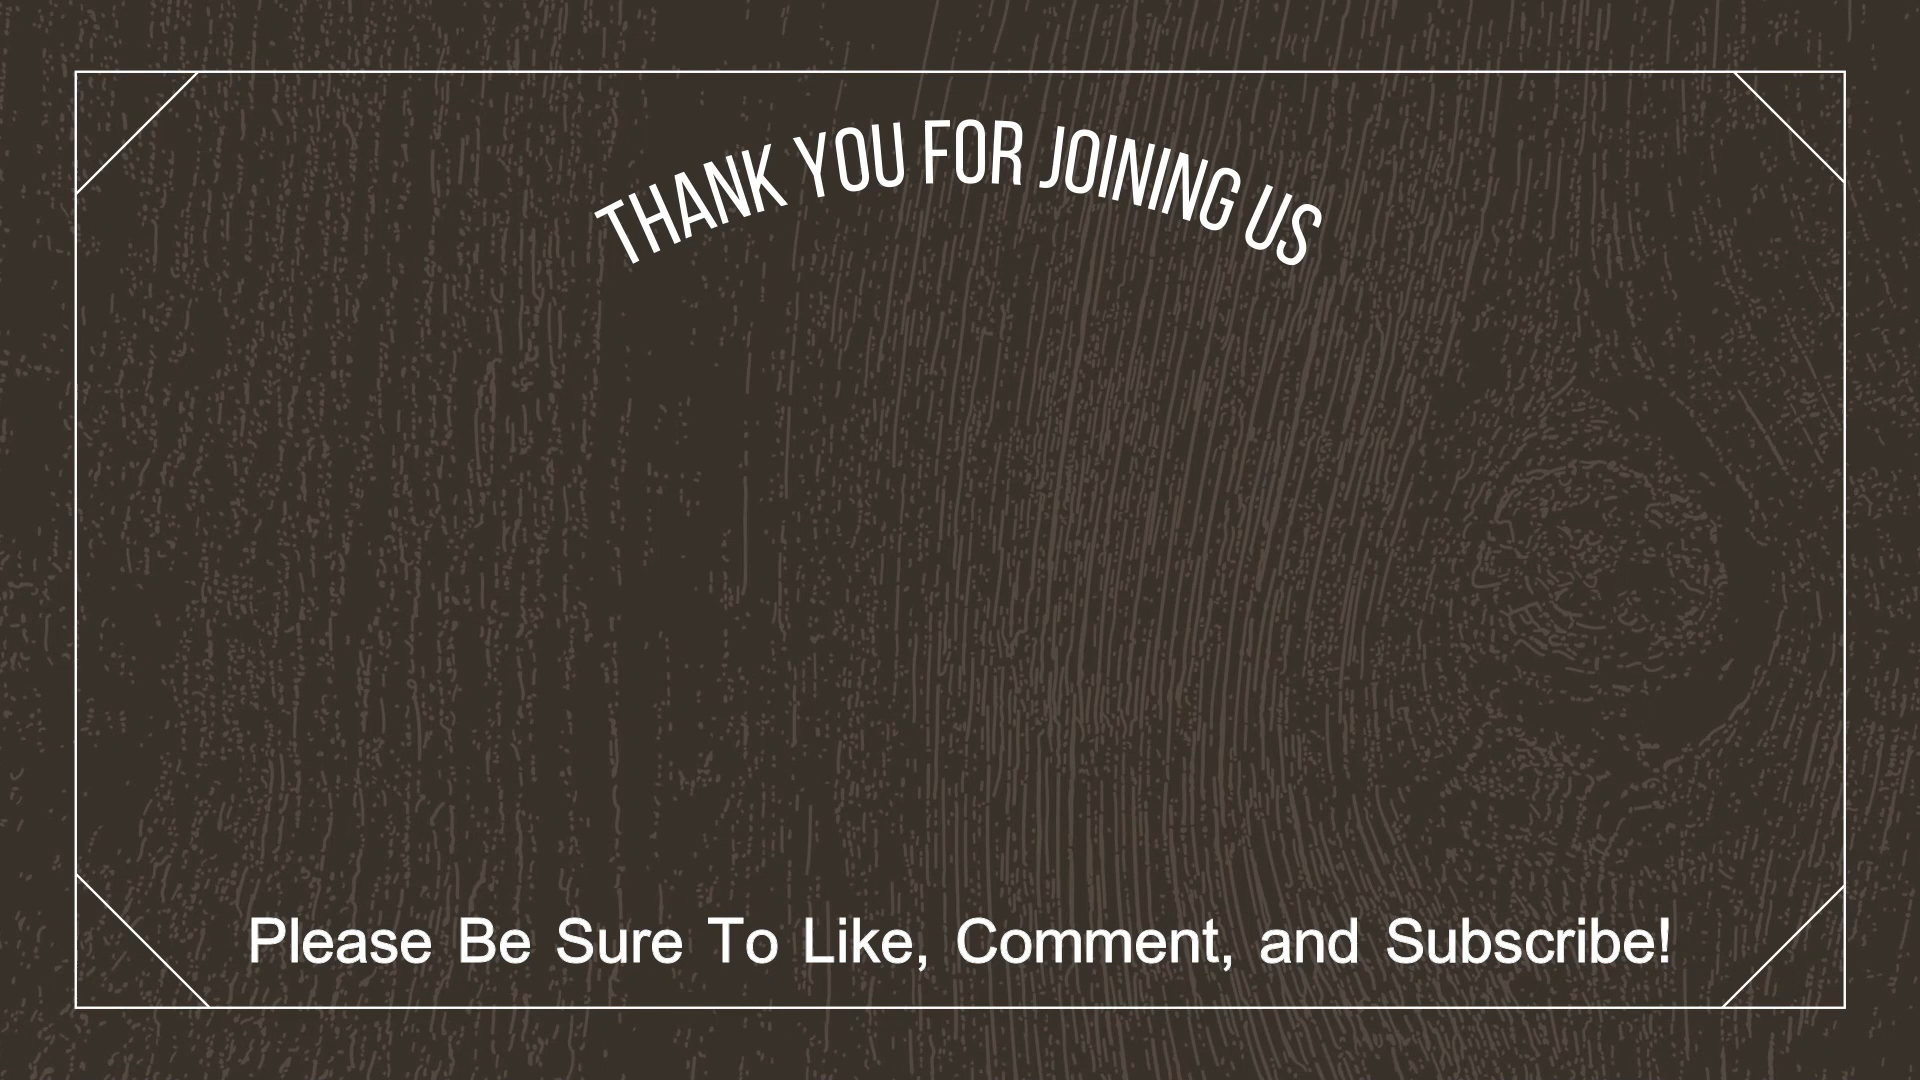 THANK YOU FOR JOINING US
Please Be Sure To Like, Comment, and Subscribe!